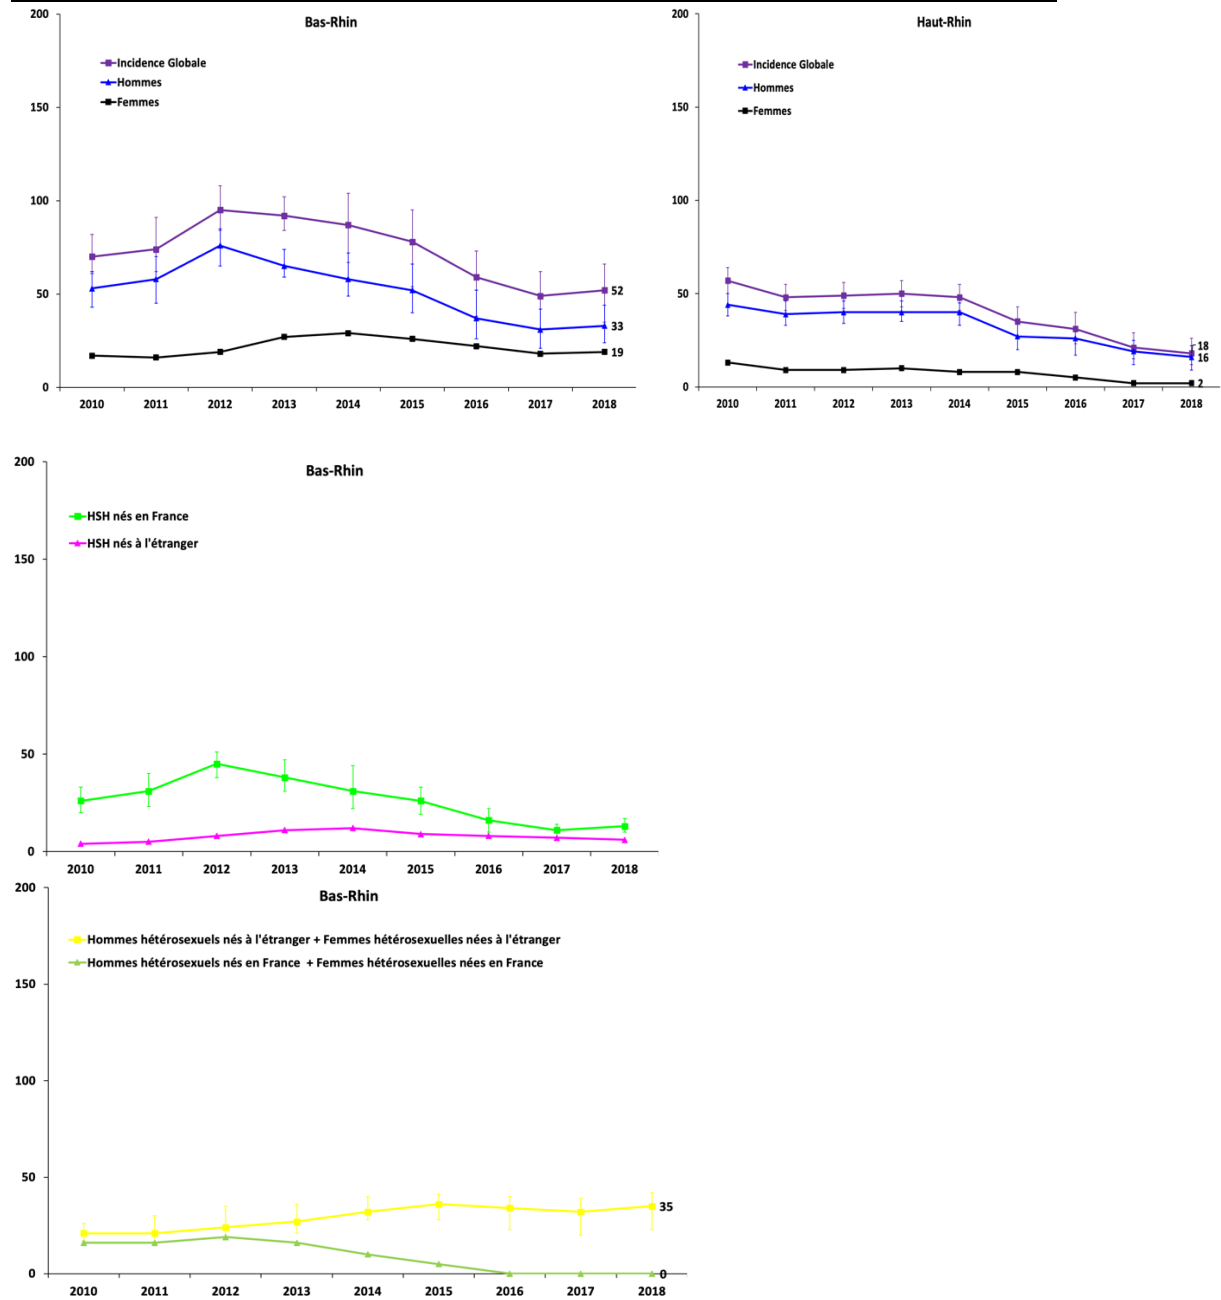 Bas-Rhin
200
150
100
50
0
Incidence Globale
Hommes
Femmes
52
33
19
2010 2011 2012 2013 2014 2015 2016 2017 2018
Haut-Rhin
200
150
100
50
0
Incidence Globale
Hommes
Femmes
18
16
2
2010 2011 2012 2013 2014 2015 2016 2017 2018
Bas-Rhin
200
150
100
50
0
HSH nés en France
HSH nés à l'étranger
2010 2011 2012 2013 2014 2015 2016 2017 2018
Bas-Rhin
200
150
100
50
0
Hommes hétérosexuels nés à l'étranger + Femmes hétérosexuelles nées à l'étranger
Hommes hétérosexuels nés en France + Femmes hétérosexuelles nées en France
35
0
2010 2011 2012 2013 2014 2015 2016 2017 2018